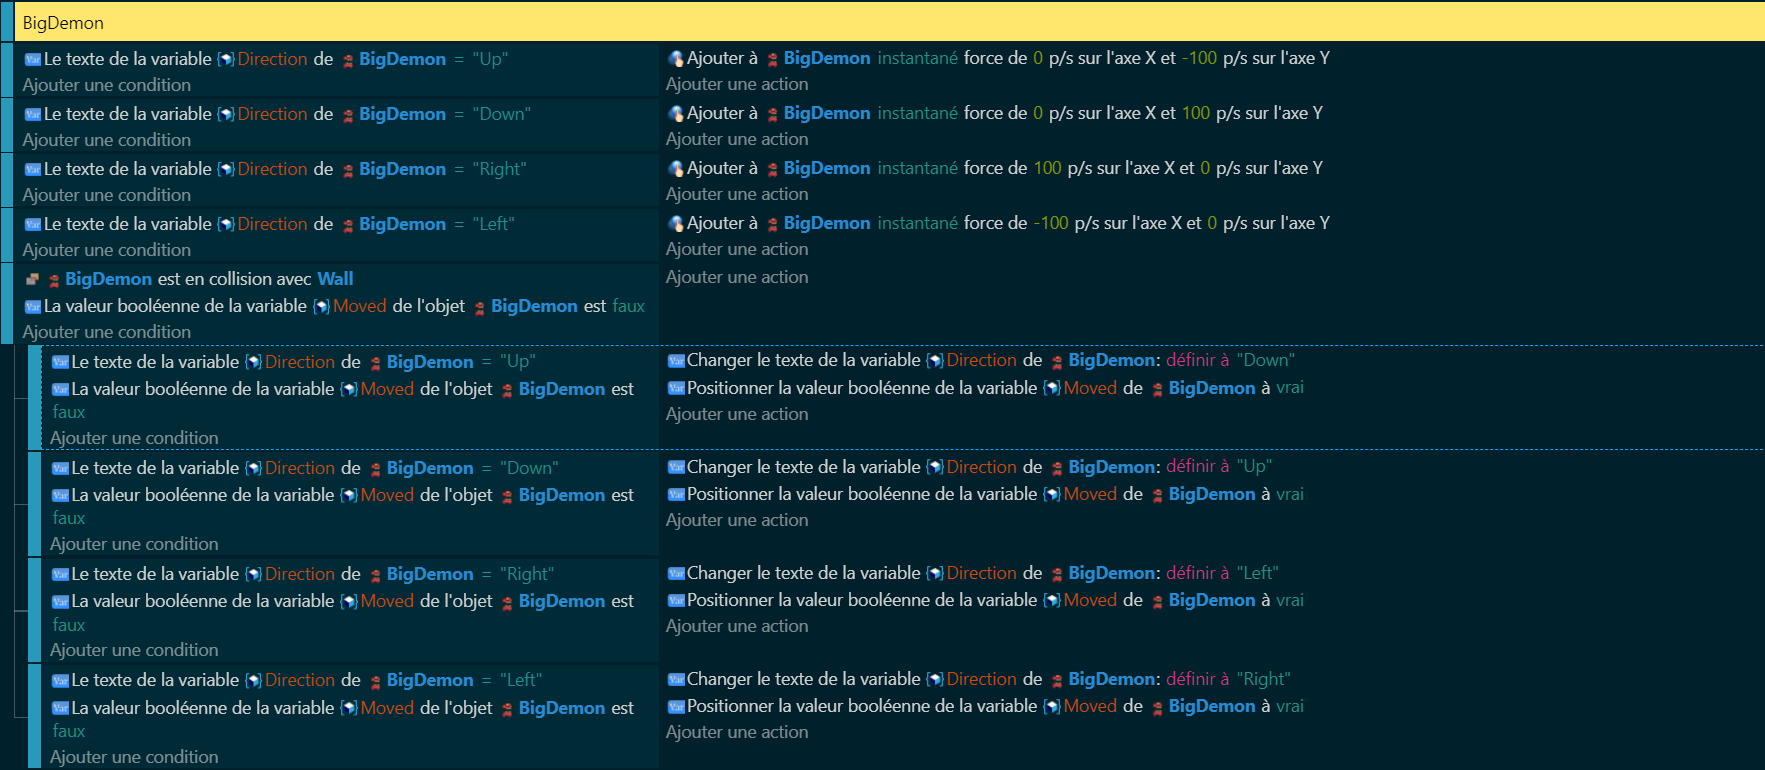 BigDemon
Le texte de la variable Direction de BigDemon = "Up"
Ajouter à BigDemon instantané force de 0 p/s sur l'axe X et -100 p/s sur l'axe Y
Ajouter une condition
Ajouter une action
Le texte de la variable Direction de BigDemon = "Down"
Ajouter à BigDemon instantané force de 0 p/s sur l'axe X et 100 p/s sur l'axe Y
Ajouter une condition
Ajouter une action
Le texte de la variable Direction de BigDemon = "Right"
Ajouter à BigDemon instantané force de 100 p/s sur l'axe X et 0 p/s sur l'axe Y
Ajouter une condition
Ajouter une action
Le texte de la variable Direction de BigDemon = "Left"
Ajouter à BigDemon instantané force de -100 p/s sur l'axe X et 0 p/s sur l'axe Y
Ajouter une condition
Ajouter une action
BigDemon est en collision avec Wall
La valeur booléenne de la variable Moved de l'objet BigDemon est faux
Ajouter une condition
Ajouter une action
Le texte de la variable Direction de BigDemon = "Up"
La valeur booléenne de la variable Moved de l'objet BigDemon est
faux
Ajouter une condition
Changer le texte de la variable Direction de BigDemon: définir à "Down"
Positionner la valeur booléenne de la variable Moved de BigDemon à vrai
Ajouter une action
Le texte de la variable Direction de BigDemon = "Down"
La valeur booléenne de la variable Moved de l'objet BigDemon est
faux
Ajouter une condition
Changer le texte de la variable Direction de BigDemon: définir à "Up"
Positionner la valeur booléenne de la variable Moved de BigDemon à vrai
Ajouter une action
Le texte de la variable Direction de BigDemon = "Right"
La valeur booléenne de la variable Moved de l'objet BigDemon est
faux
Ajouter une condition
Changer le texte de la variable Direction de BigDemon: définir à "Left"
Positionner la valeur booléenne de la variable Moved de BigDemon à vrai
Ajouter une action
Le texte de la variable Direction de BigDemon = "Left"
La valeur booléenne de la variable Moved de l'objet BigDemon est
faux
Ajouter une condition
Changer le texte de la variable Direction de BigDemon: définir à "Right"
Positionner la valeur booléenne de la variable Moved de BigDemon à vrai
Ajouter une action